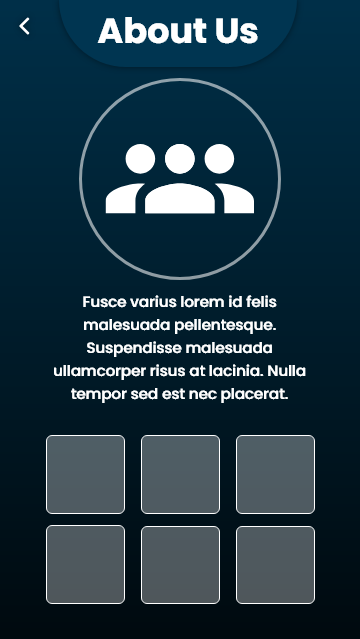 About Us
Fusce varius lorem id felis
malesuada pellentesque.
Suspendisse malesuada
ullamcorper risus at lacinia. Nulla
tempor sed est nec placerat.